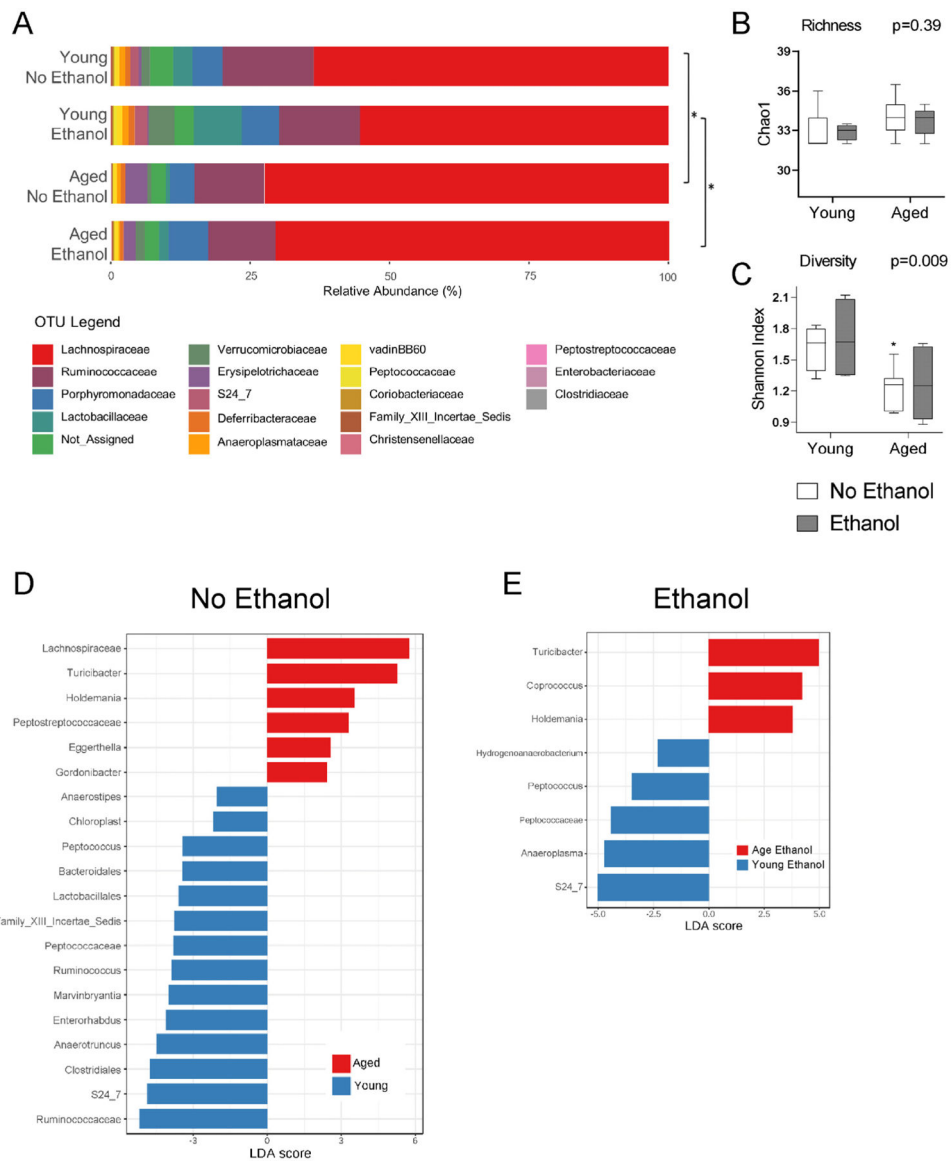 A
Young
No Ethanol
Young
Ethanol
Aged
No Ethanol
Aged
Ethanol
*
*
0 25 50 75 100
Relative Abundance (%)
OTU Legend
Lachnospiraceae
Ruminococcaceae
Porphyromonadaceae
Lactobacillaceae
Not_Assigned
Verrucomicrobiaceae
Erysipelotrichaceae
S24_7
Deferribacteraceae
Anaeroplasmataceae
vadinBB60
Peptococcaceae
Coriobacteriaceae
Family_XIII_Incertae_Sedis
Christensenellaceae
Peptostreptococcaceae
Enterobacteriaceae
Clostridiaceae
B
Richness p=0.39
Chao1
39
36
33
30
Young Aged
C
Diversity p=0.009
Shannon Index
2.1
1.8
1.5
1.2
0.9
*
Young Aged
No Ethanol
Ethanol
D
No Ethanol
Lachnospiraceae
Turicibacter
Holdemania
Peptostreptococcaceae
Eggerthella
Gordonibacter
Anaerostipes
Chloroplast
Peptococcus
Bacteroidales
Lactobacillales
Family_XIII_Incertae_Sedis
Peptococcaceae
Ruminococcus
Marvinbryantia
Enterorhabdus
Anaerotruncus
Clostridiales
S24_7
Ruminococcaceae
Aged
Young
-3 0 3 6
LDA score
E
Ethanol
Turicibacter
Coprococcus
Holdemania
Hydrogenoanaerobacterium
Peptococcus
Peptococcaceae
Anaeroplasma
S24_7
Age Ethanol
Young Ethanol
-5.0 -2.5 0.0 2.5 5.0
LDA score